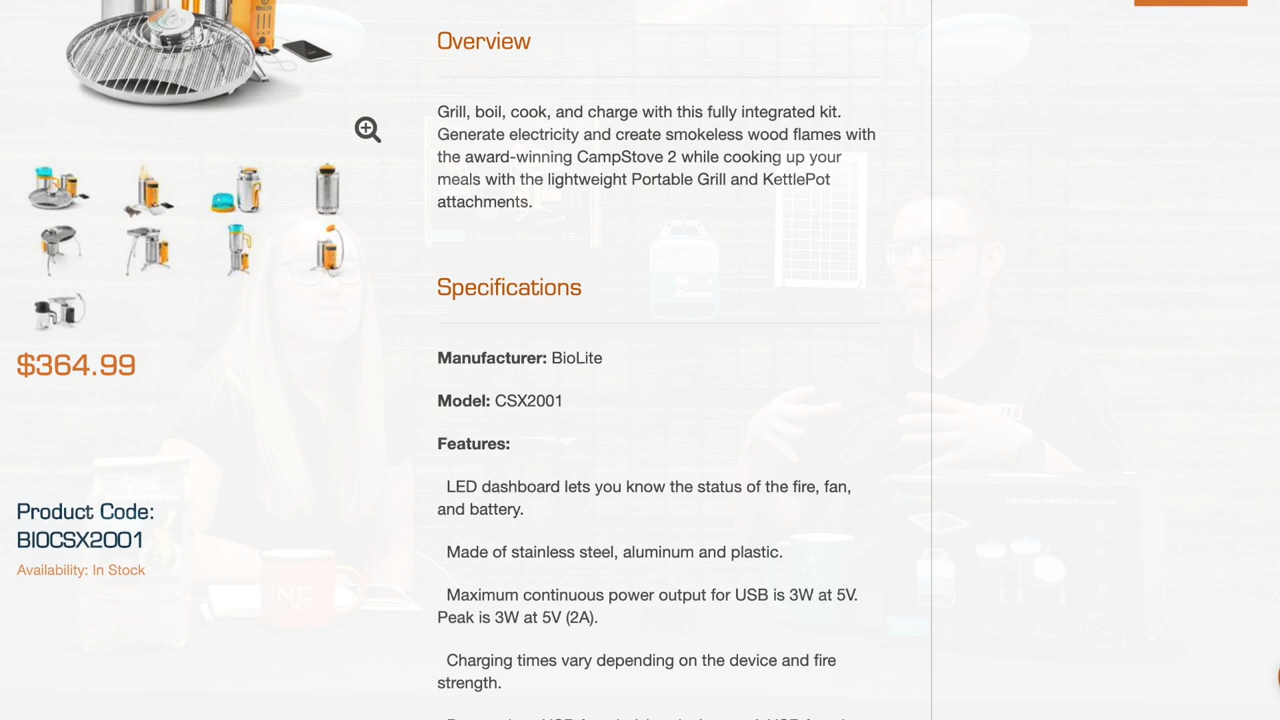 Overview
Grill, boil, cook, and charge with this fully integrated kit.
Generate electricity and create smokeless wood flames with
the award-winning CampStove 2 while cooking up your
meals with the lightweight Portable Grill and KettlePot
attachments.
Specifications
Manufacturer: BioLite
Model: CSX2001
Features:
LED dashboard lets you know the status of the fire, fan,
and battery.
Made of stainless steel, aluminum and plastic.
Maximum continuous power output for USB is 3W at 5V.
Peak is 3W at 5V (2A).
Charging times vary depending on the device and fire
strength.
$364.99
Product Code:
BIOCSX2001
Availability: In Stock